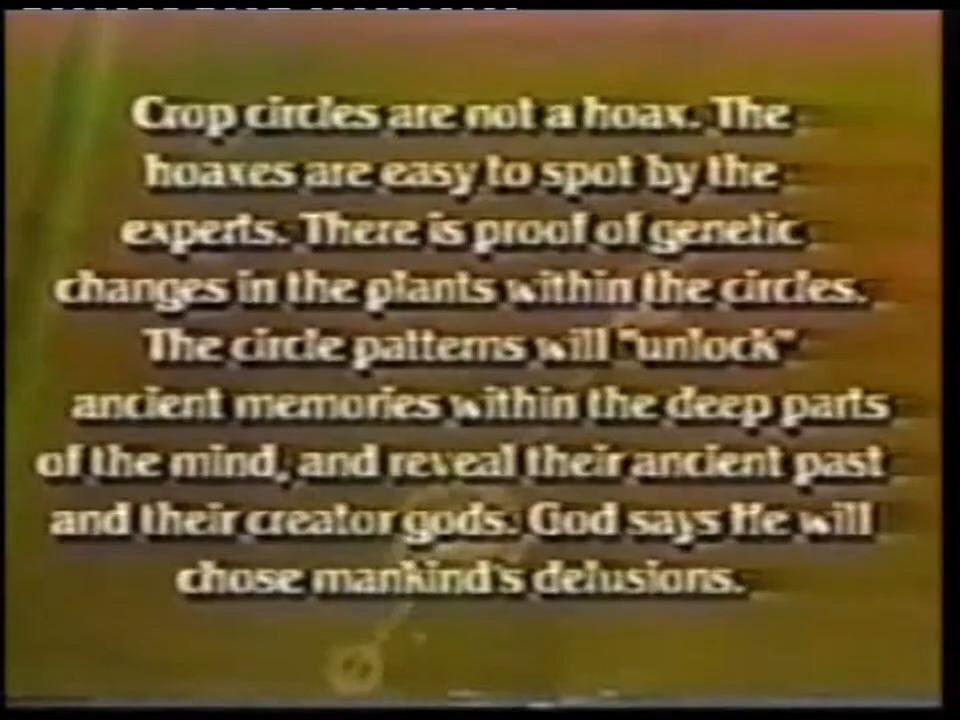 Crop circles are not a hoax. The
hoaxes are easy to spot by the
experts. There is proof of genetic
changes in the plants within the circles.
The circle patterns will "unlock"
ancient memories within the deep parts
of the mind, and reveal their ancient past
and their creator gods. God says He will
chose mankind's delusions.